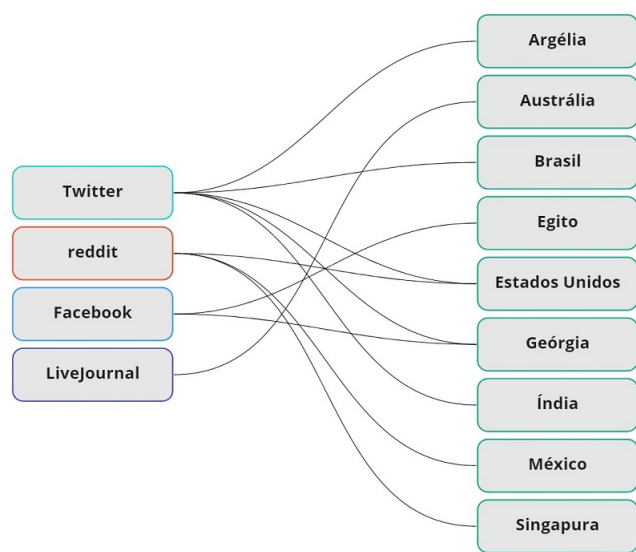 Twitter
reddit
Facebook
LiveJournal
Argélia
Austrália
Brasil
Egito
Estados Unidos
Geórgia
Índia
México
Singapura